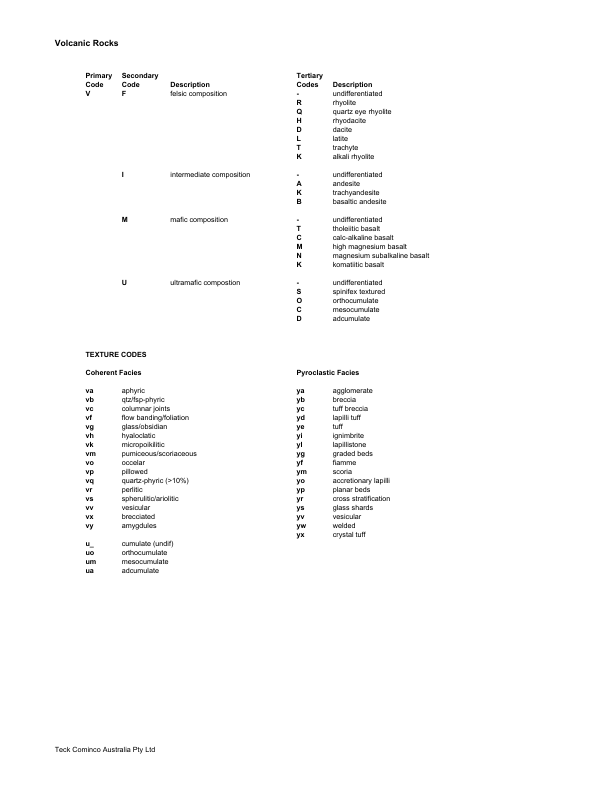 Volcanic Rocks
Primary Secondary Tertiary
Code Code Description Codes Description
V F felsic composition - undifferentiated
R rhyolite
Q quartz eye rhyolite
H rhyodacite
D dacite
L latite
T trachyte
K alkali rhyolite
I intermediate composition - undifferentiated
A andesite
K trachyandesite
B basaltic andesite
M mafic composition - undifferentiated
T tholeiitic basalt
C calc-alkaline basalt
M high magnesium basalt
N magnesium subalkaline basalt
K komatiitic basalt
U ultramafic compostion - undifferentiated
S spinifex textured
O orthocumulate
C mesocumulate
D adcumulate
TEXTURE CODES
Coherent Facies Pyroclastic Facies
va aphyric ya agglomerate
vb qtz/fsp-phyric yb breccia
vc columnar joints yc tuff breccia
vf flow banding/foliation yd lapilli tuff
vg glass/obsidian ye tuff
vh hyaloclatic yi ignimbrite
vk micropoikilitic yl lapillistone
vm pumiceous/scoriaceous yg graded beds
vo occelar yf fiamme
vp pillowed ym scoria
vq quartz-phyric (>10%) yo accretionary lapilli
vr perlitic yp planar beds
vs spherulitic/ariolitic yr cross stratification
vv vesicular ys glass shards
vx brecciated yv vesicular
vy amygdules yw welded
yx crystal tuff
u_ cumulate (undif)
uo orthocumulate
um mesocumulate
ua adcumulate
Teck Cominco Australia Pty Ltd